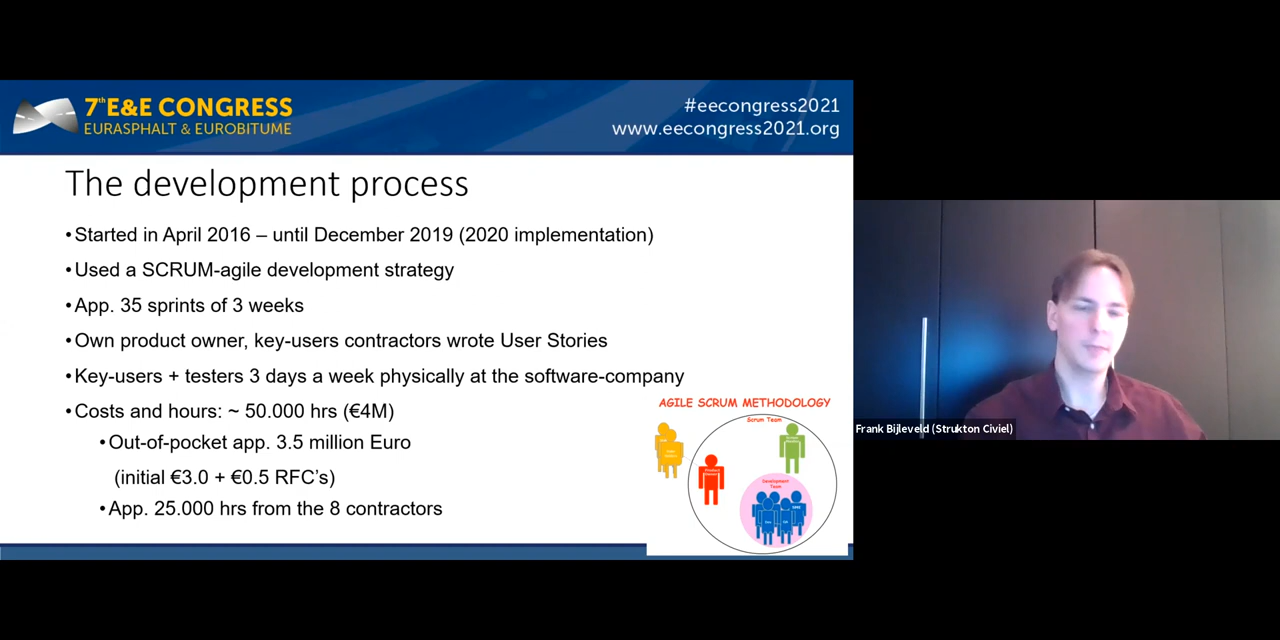 7th E&E CONGRESS
EURASPHALT & EUROBITUME
#eecongress2021
www.eecongress2021.org
The development process
•Started in April 2016 – until December 2019 (2020 implementation)
•Used a SCRUM-agile development strategy
•App. 35 sprints of 3 weeks
•Own product owner, key-users contractors wrote User Stories
•Key-users + testers 3 days a week physically at the software-company
•Costs and hours: ~ 50.000 hrs (€4M)
•Out-of-pocket app. 3.5 million Euro
(initial €3.0 + €0.5 RFC’s)
•App. 25.000 hrs from the 8 contractors
AGILE SCRUM METHODOLOGY
Scrum Team
Development
Team
Frank Bijleveld (Strukton Civiel)